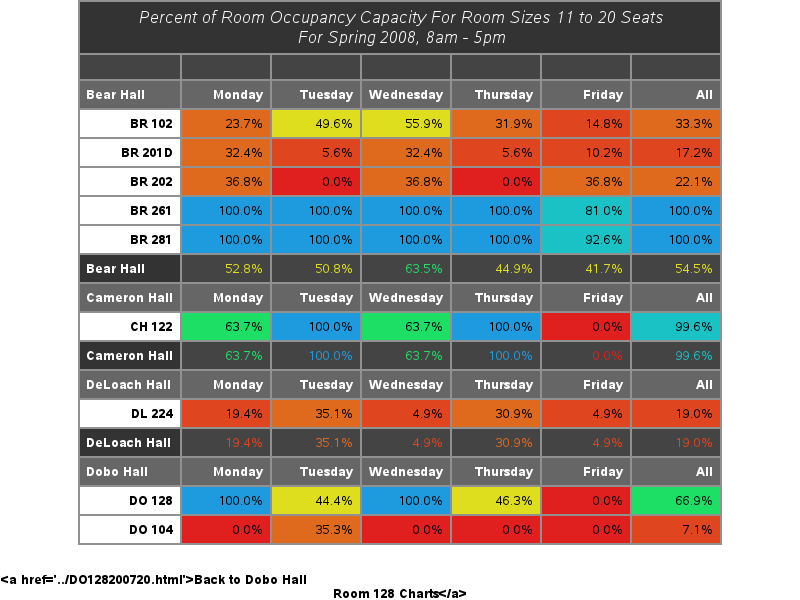 Percent of Room Occupancy Capacity For Room Sizes 11 to 20 Seats
For Spring 2008, 8am - 5pm
Bear Hall Monday Tuesday Wednesday Thursday Friday All
BR 102 23.7% 49.6% 55.9% 31.9% 14.8% 33.3%
BR 201D 32.4% 5.6% 32.4% 5.6% 10.2% 17.2%
BR 202 36.8% 0.0% 36.8% 0.0% 36.8% 22.1%
BR 261 100.0% 100.0% 100.0% 100.0% 81.0% 100.0%
BR 281 100.0% 100.0% 100.0% 100.0% 92.6% 100.0%
Bear Hall 52.8% 50.8% 63.5% 44.9% 41.7% 54.5%
Cameron Hall Monday Tuesday Wednesday Thursday Friday All
CH 122 63.7% 100.0% 63.7% 100.0% 0.0% 99.6%
Cameron Hall 63.7% 100.0% 63.7% 100.0% 0.0% 99.6%
DeLoach Hall Monday Tuesday Wednesday Thursday Friday All
DL 224 19.4% 35.1% 4.9% 30.9% 4.9% 19.0%
DeLoach Hall 19.4% 35.1% 4.9% 30.9% 4.9% 19.0%
Dobo Hall Monday Tuesday Wednesday Thursday Friday All
DO 128 100.0% 44.4% 100.0% 46.3% 0.0% 66.9%
DO 104 0.0% 35.3% 0.0% 0.0% 0.0% 7.1%
<a href='../DO128200720.html'>Back to Dobo Hall
Room 128 Charts</a>